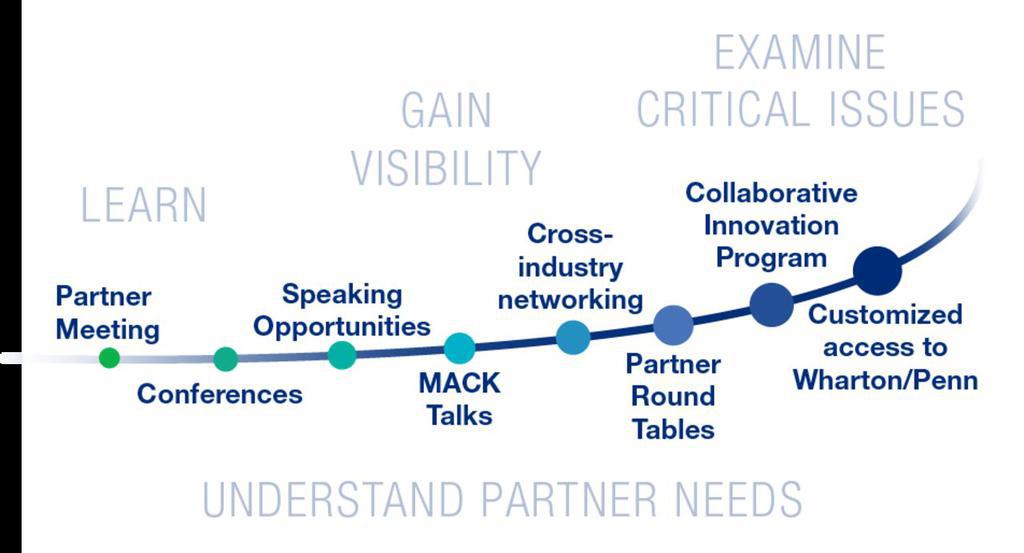 EXAMINE
CRITICAL ISSUES
GAIN
VISIBILITY
LEARN
Partner
Meeting
Conferences
Speaking
Opportunities
MACK
Talks
Cross-
industry
networking
Partner
Round
Tables
Collaborative
Innovation
Program
Customized
access to
Wharton/Penn
UNDERSTAND PARTNER NEEDS